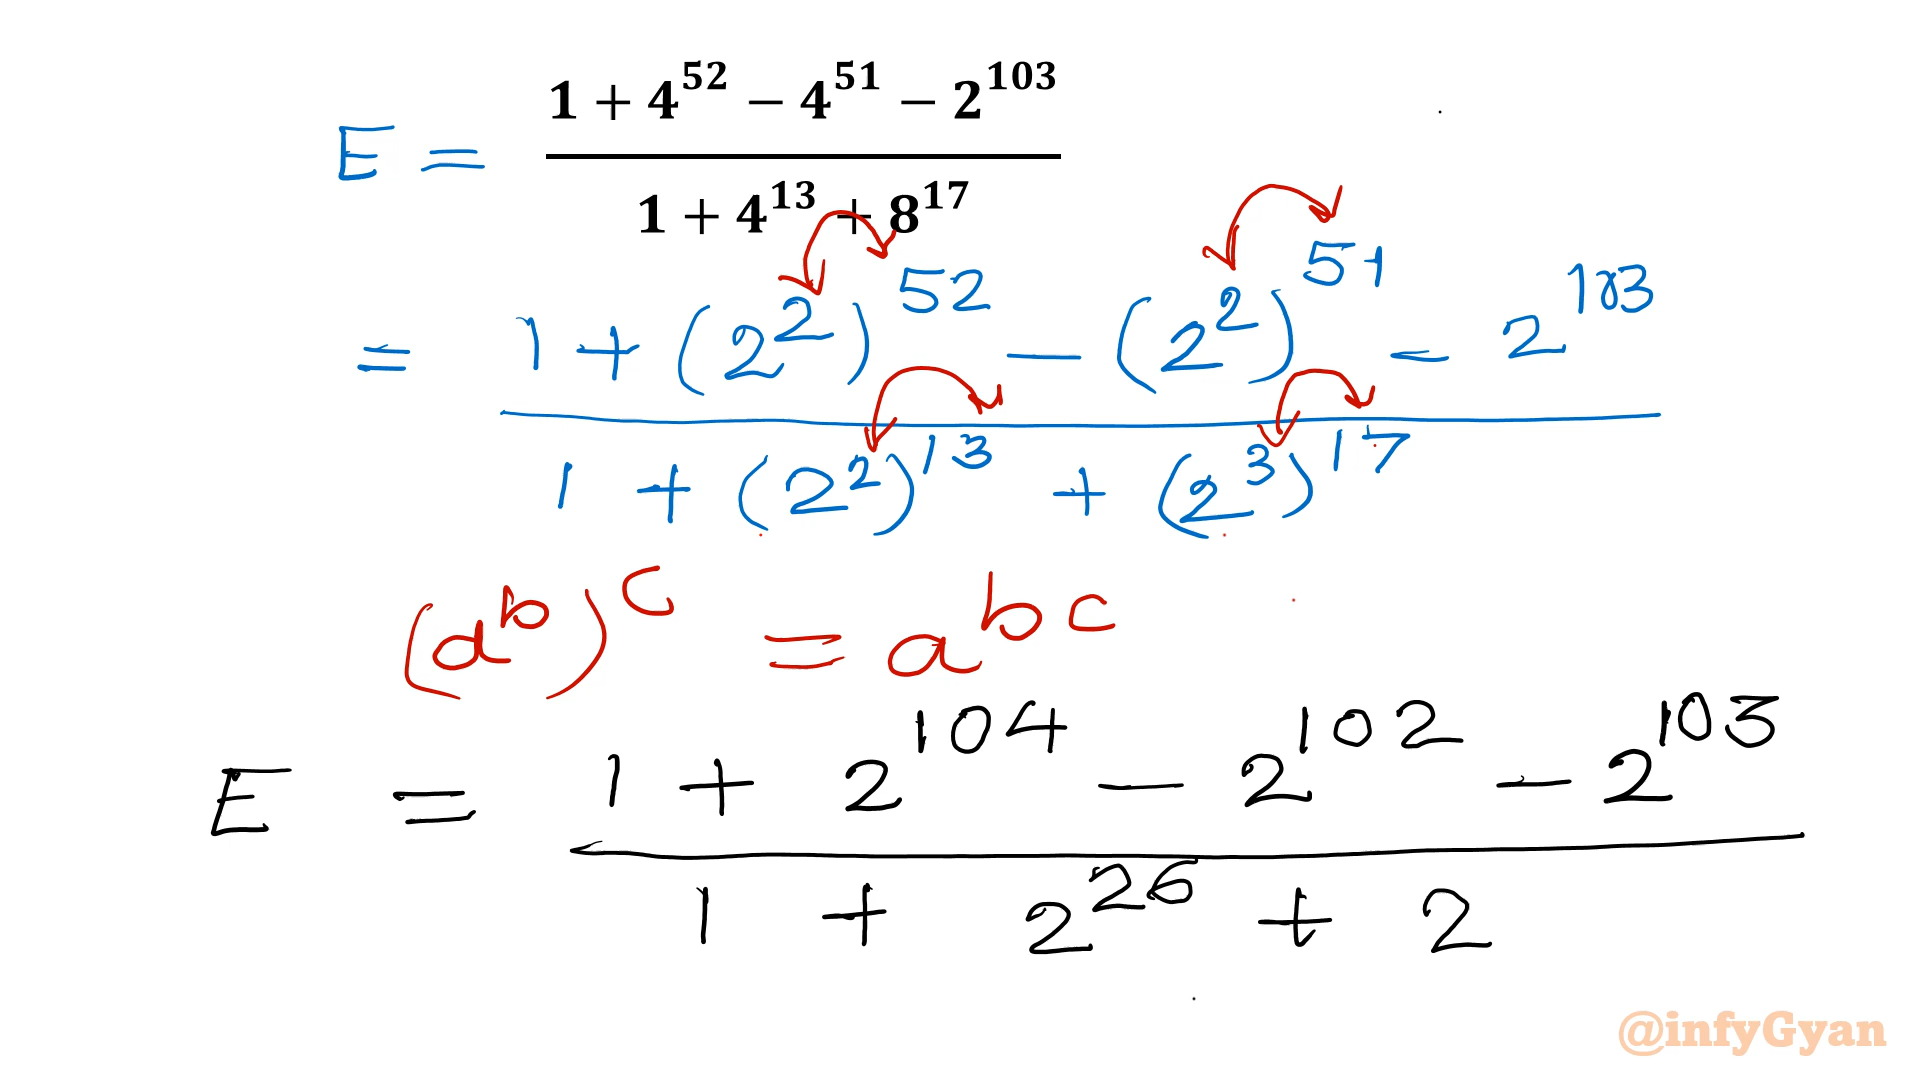 E = (1 + 4^52 − 4^51 − 2^103) / (1 + 4^13 + 8^17)
= (1 + (2^2)^52 − (2^2)^51 − 2^103) / (1 + (2^2)^13 + (2^3)^17)
(a^b)^c = a^bc
E = (1 + 2^104 − 2^102 − 2^103) / (1 + 2^26 + 2
@infyGyan